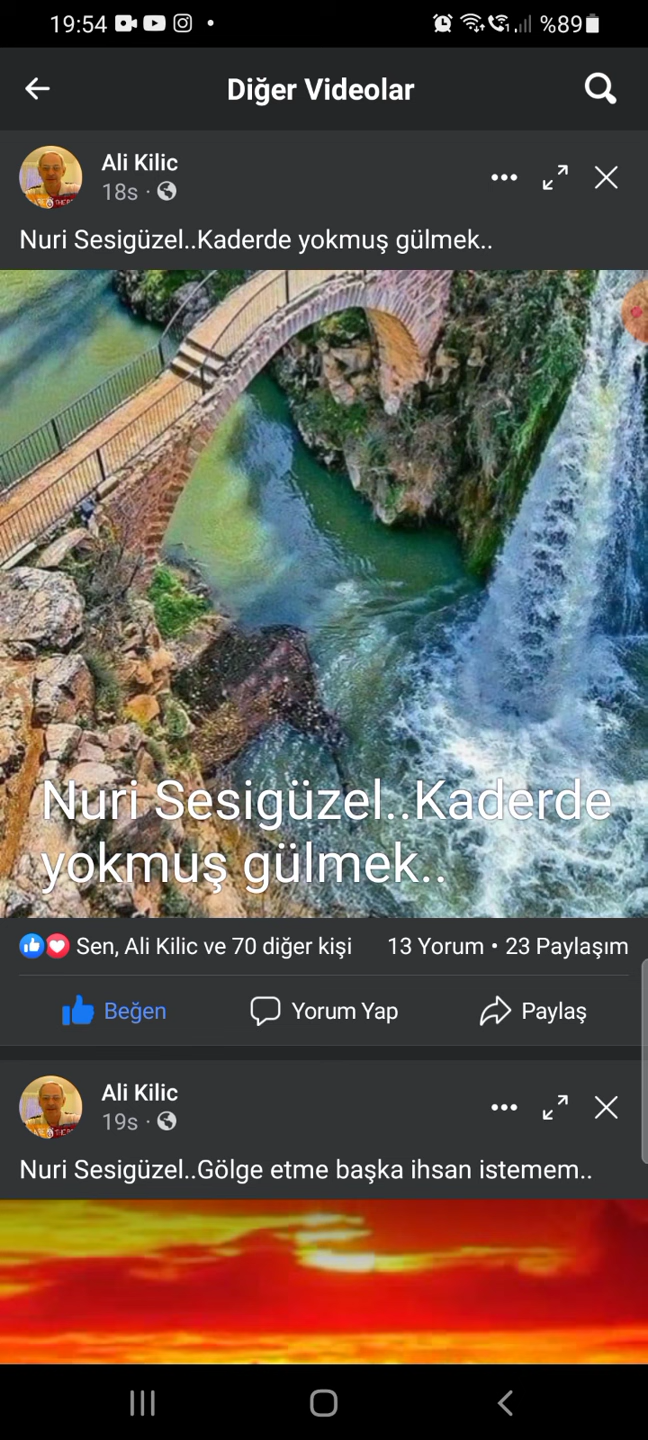 19:54 %89
Diğer Videolar
Ali Kilic
18s
Nuri Sesigüzel..Kaderde yokmuş gülmek..
Nuri Sesigüzel..Kaderde
yokmuş gülmek..
Sen, Ali Kilic ve 70 diğer kişi 13 Yorum • 23 Paylaşım
Beğen Yorum Yap Paylaş
Ali Kilic
19s
Nuri Sesigüzel..Gölge etme başka ihsan istemem..